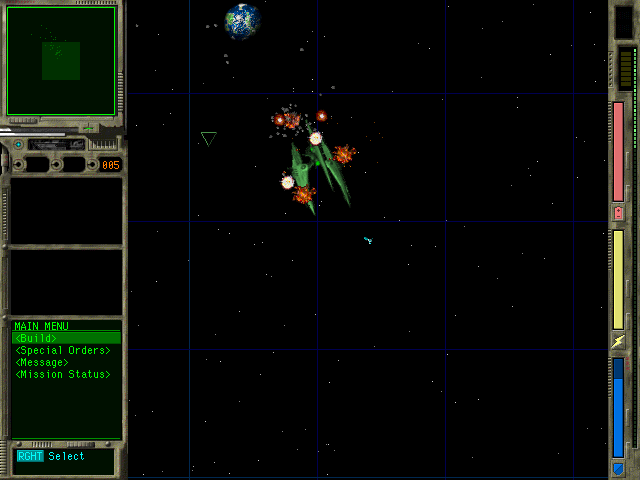 005
MAIN MENU
<Build>
<Special Orders>
<Message>
<Mission Status>
RGHT Select